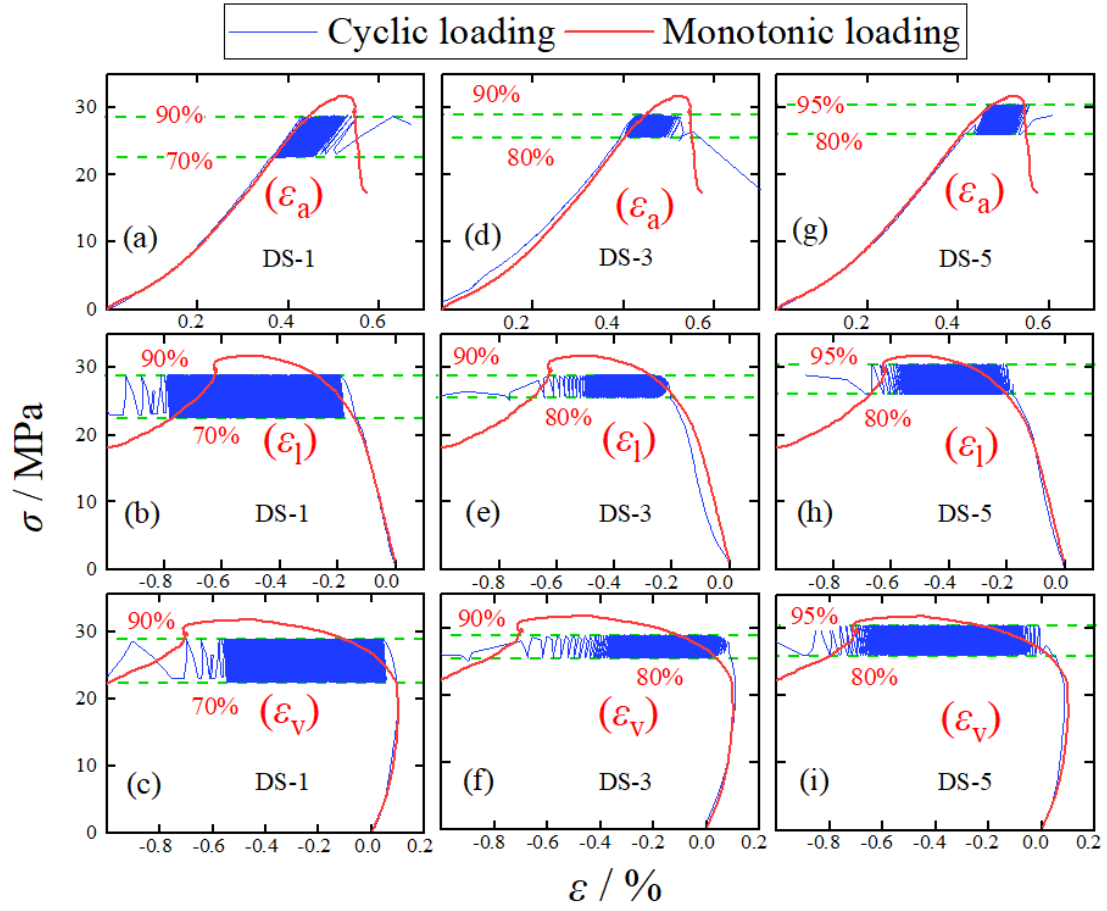 Cyclic loading Monotonic loading
σ / MPa
30
20
10
0
90%
70%
(εa)
(a)
DS-1
0.2 0.4 0.6
90%
80%
(εa)
(d)
DS-3
0.2 0.4 0.6
95%
80%
(εa)
(g)
DS-5
0.2 0.4 0.6
30
20
10
0
90%
70%
(εl)
(b)
DS-1
-0.8 -0.6 -0.4 -0.2 0.0
90%
80%
(εl)
(e)
DS-3
-0.8 -0.6 -0.4 -0.2 0.0
95%
80%
(εl)
(h)
DS-5
-0.8 -0.6 -0.4 -0.2 0.0
30
20
10
0
90%
70%
(εv)
(c)
DS-1
-0.8 -0.6 -0.4 -0.2 0.0 0.2
90%
80%
(εv)
(f)
DS-3
-0.8 -0.6 -0.4 -0.2 0.0 0.2
95%
80%
(εv)
(i)
DS-5
-0.8 -0.6 -0.4 -0.2 0.0 0.2
ε / %